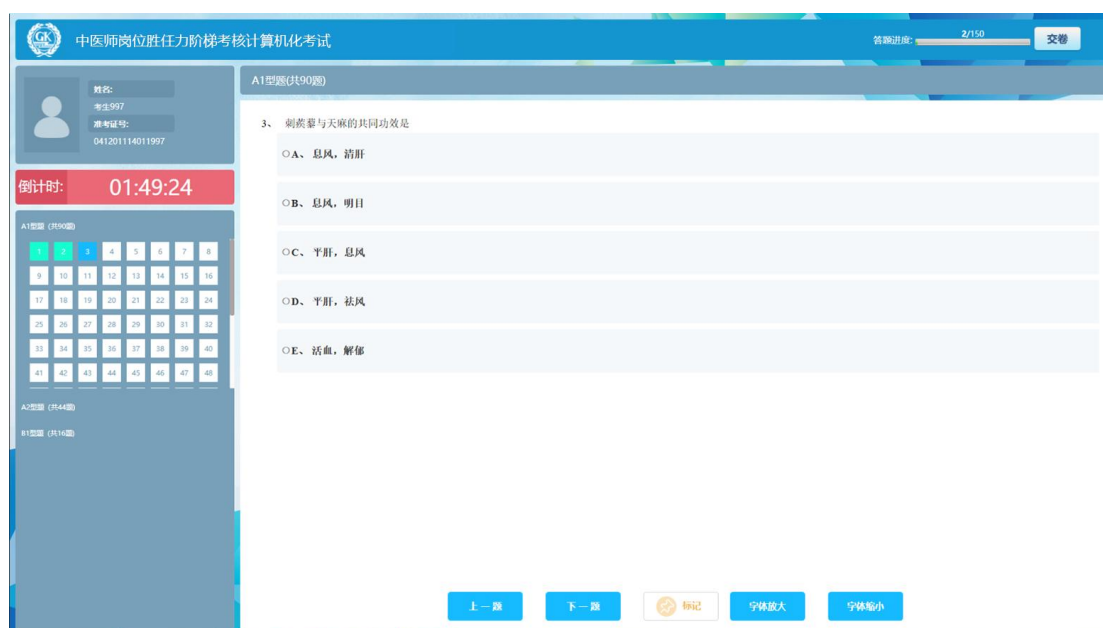 GK
中医师岗位胜任力阶梯考核计算机化考试
答题进度:
2/150
交卷
姓名:
考生997
准考证号:
041201114011997
倒计时:
01:49:24
A1型题 (共90题)
1 2 3 4 5 6 7 8
9 10 11 12 13 14 15 16
17 18 19 20 21 22 23 24
25 26 27 28 29 30 31 32
33 34 35 36 37 38 39 40
41 42 43 44 45 46 47 48
A2型题 (共44题)
B1型题 (共16题)
A1型题(共90题)
3、 刺蒺藜与天麻的共同功效是
A、 息风，清肝
B、 息风，明目
C、 平肝，息风
D、 平肝，祛风
E、 活血，解郁
上一题 下一题 标记 字体放大 字体缩小